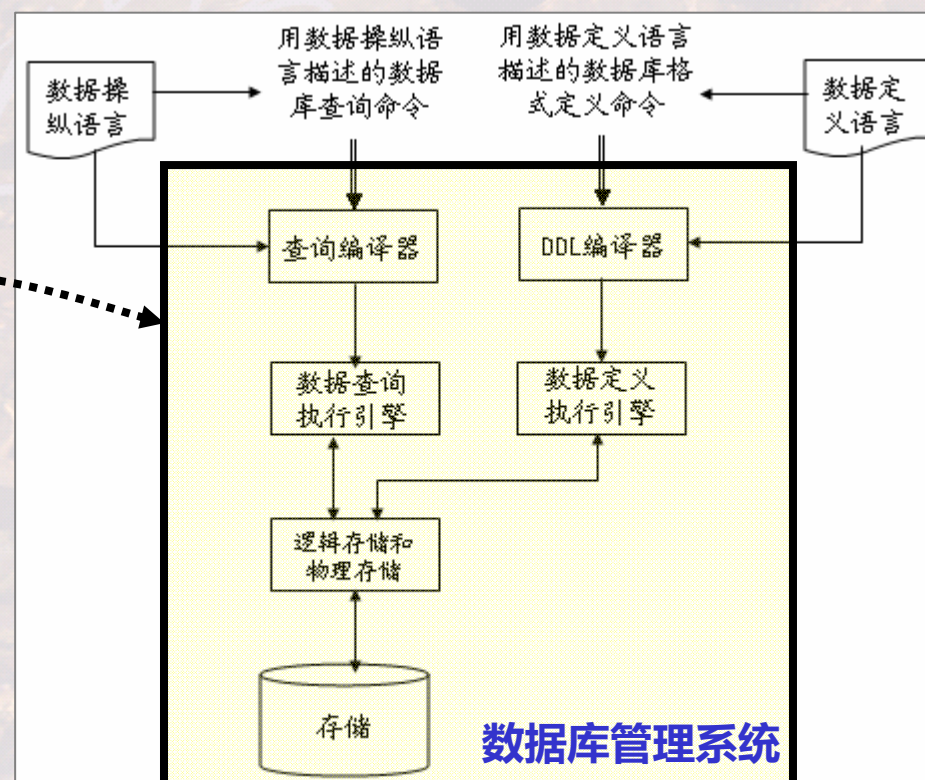 用数据操纵语
言描述的数据
库查询命令
用数据定义语言
描述的数据库格
式定义命令
数据操
纵语言
数据定
义语言
查询编译器
DDL编译器
数据查询
执行引擎
数据定义
执行引擎
逻辑存储和
物理存储
存储
数据库管理系统